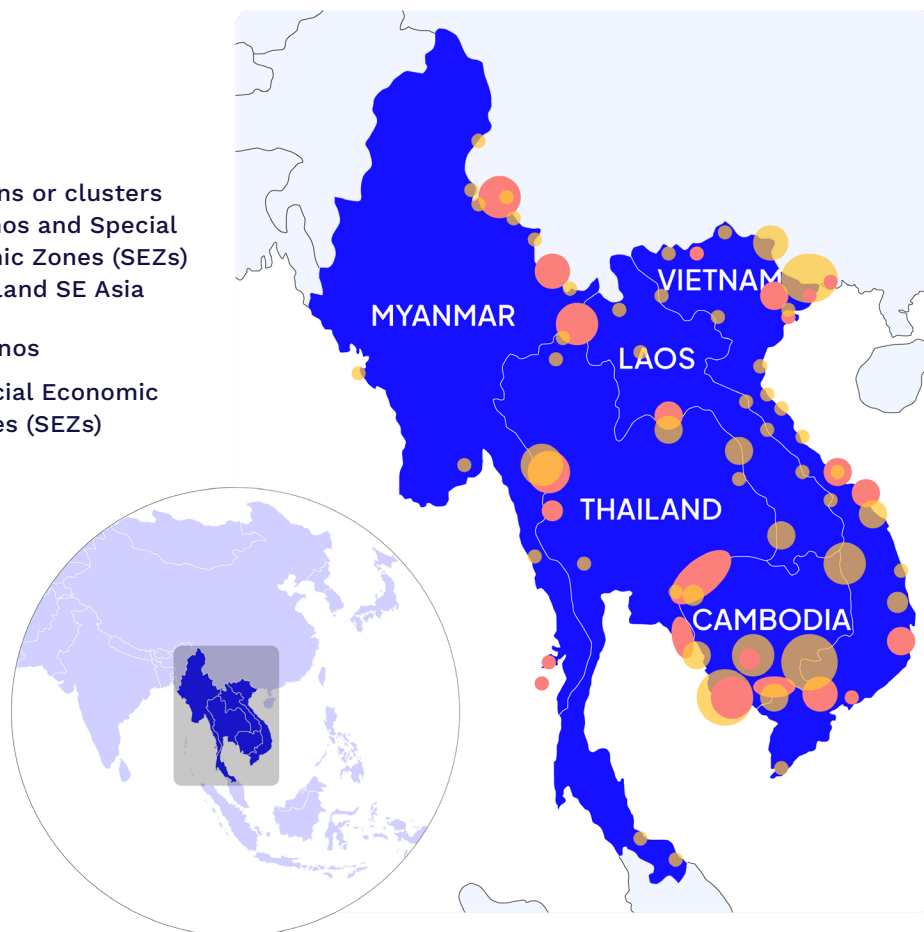 ns or clusters
nos and Special
nic Zones (SEZs)
land SE Asia
nos
cial Economic
es (SEZs)
VIETNAM
MYANMAR
LAOS
THAILAND
CAMBODIA